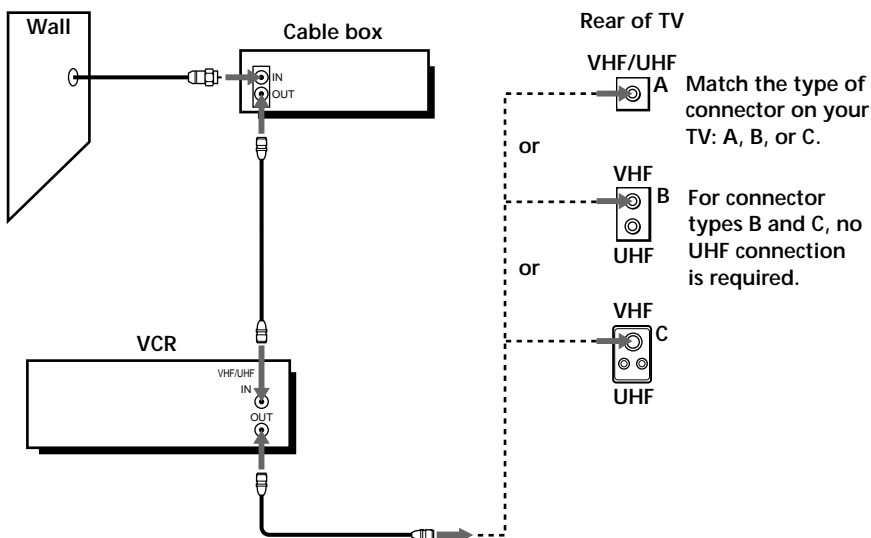 Wall
Cable box
IN
OUT
VCR
VHF/UHF
IN
OUT
Rear of TV
VHF/UHF
A
Match the type of
connector on your
TV: A, B, or C.
or
VHF
B
UHF
For connector
types B and C, no
UHF connection
is required.
or
VHF
C
UHF